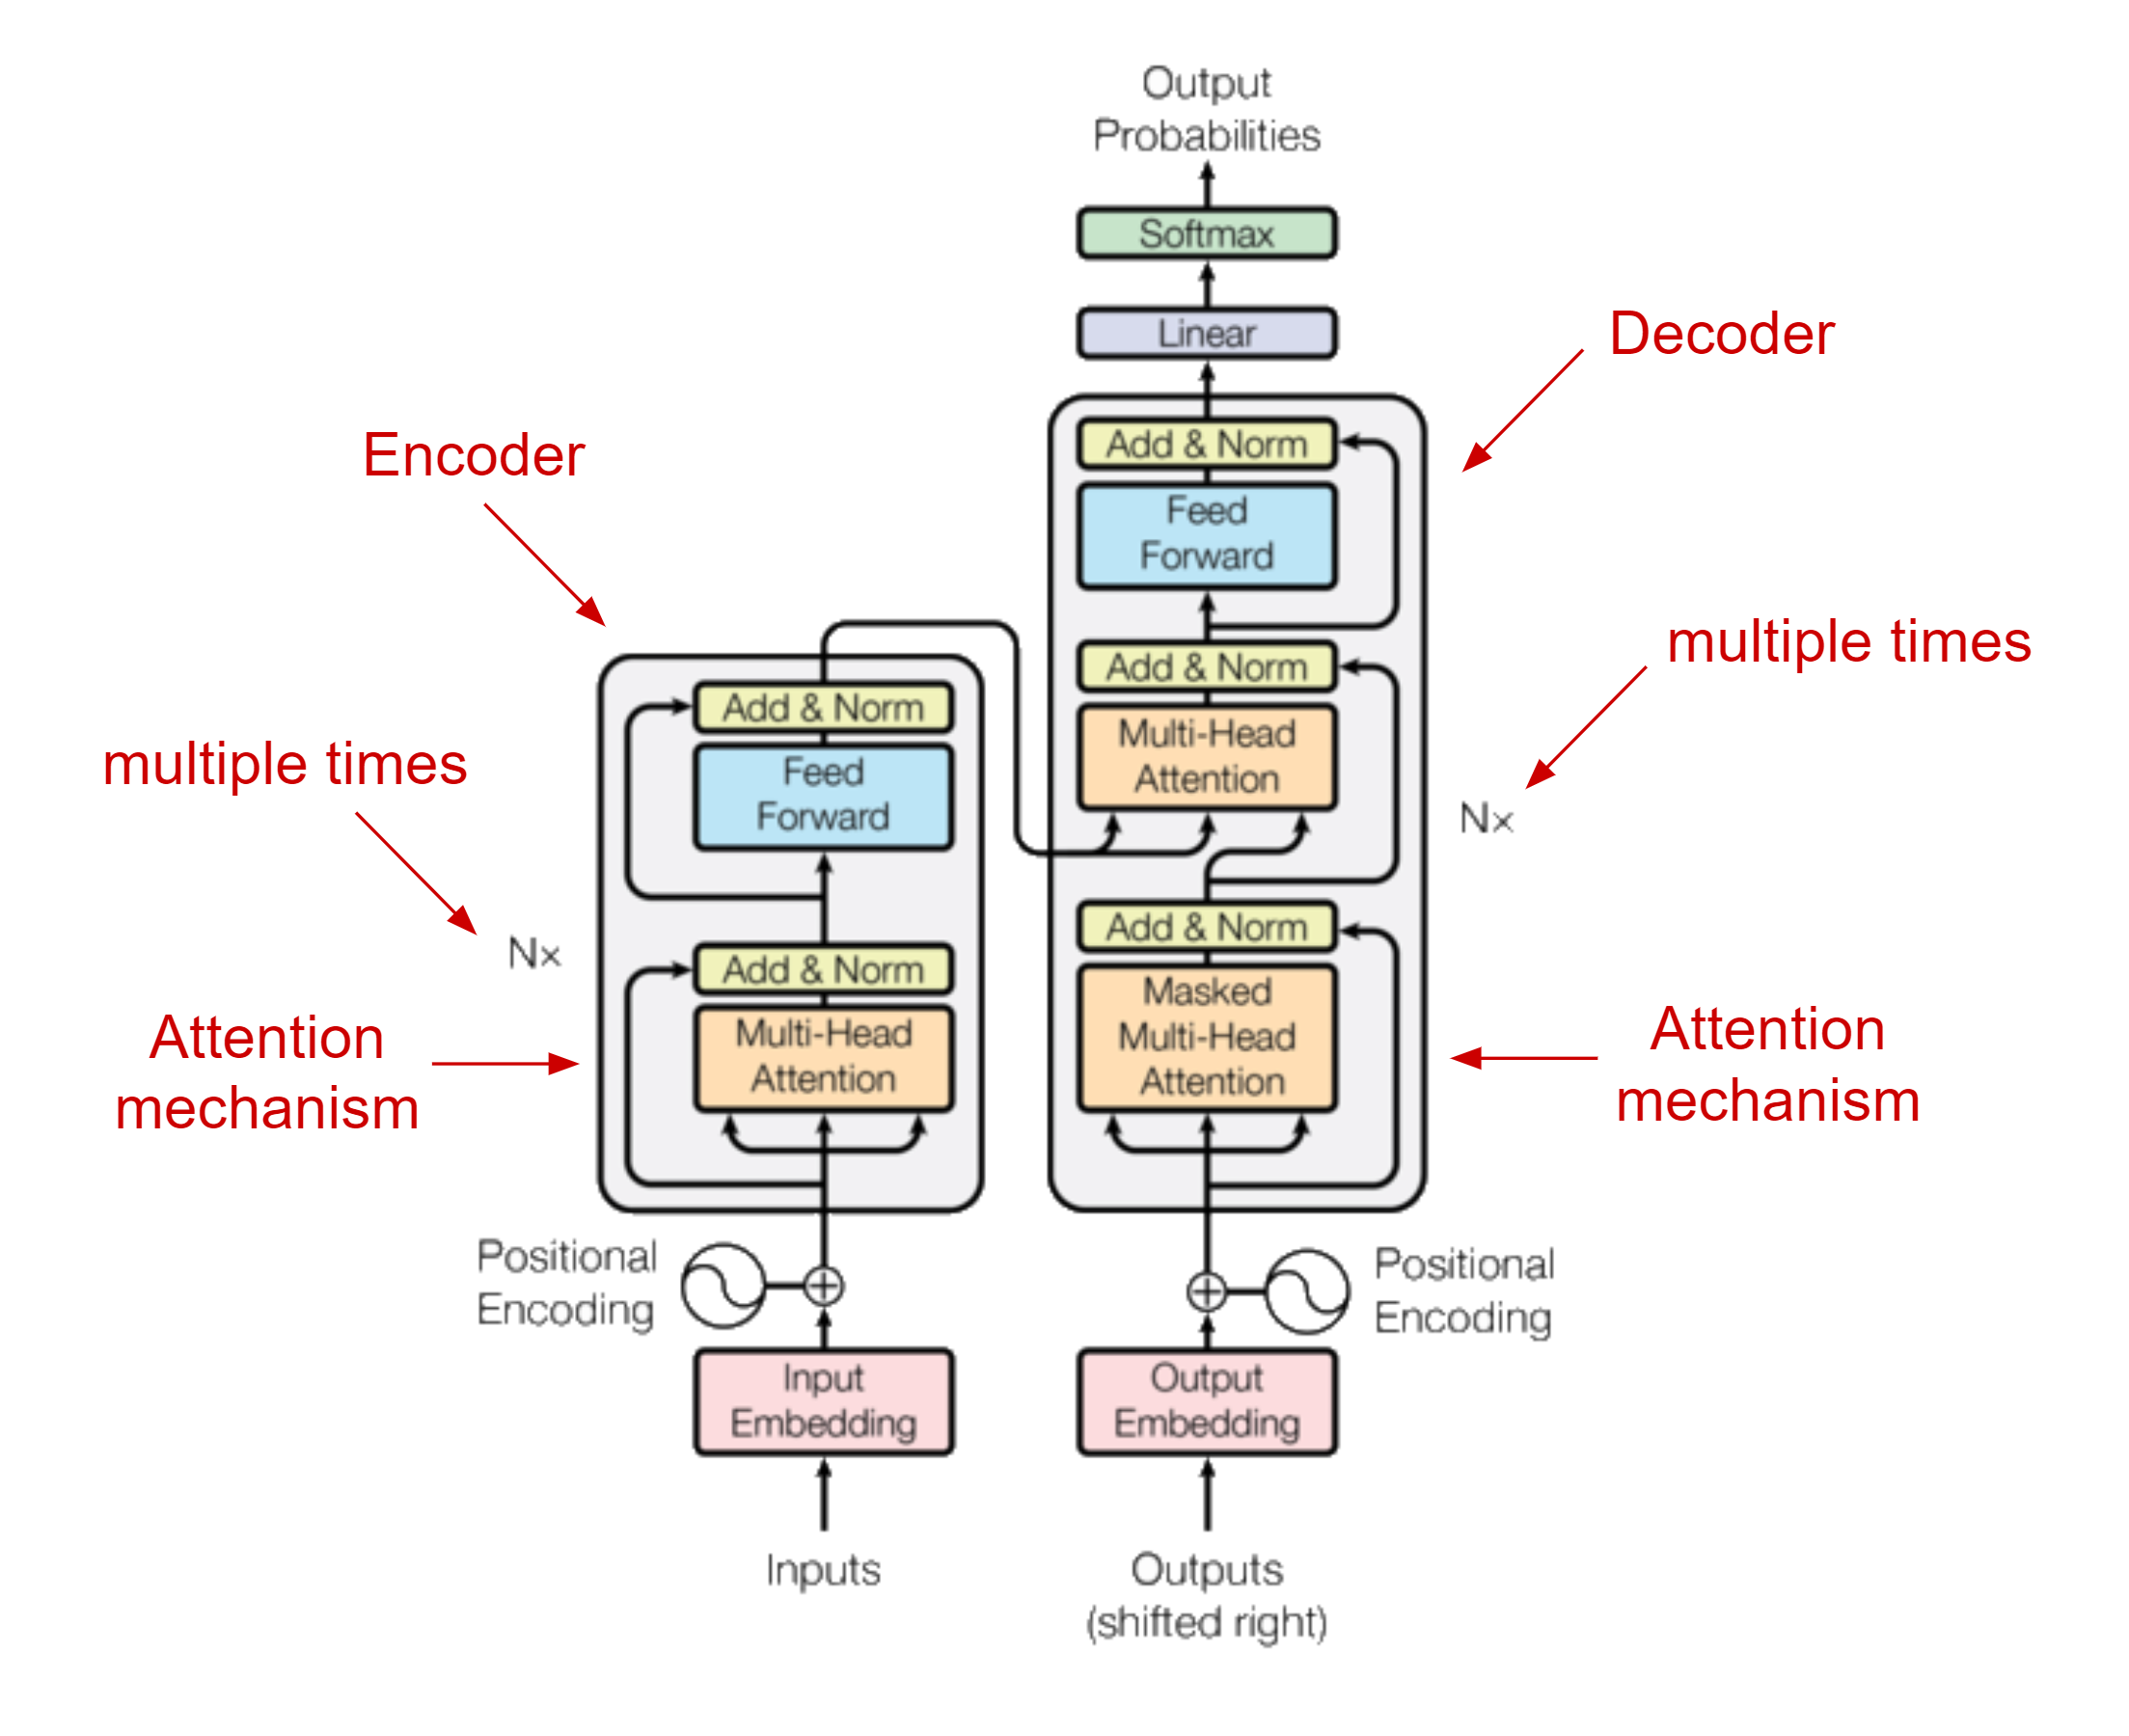 Output
Probabilities
Softmax
Linear
Decoder
Add & Norm
Feed
Forward
Add & Norm
Multi-Head
Attention
multiple times
Nx
Add & Norm
Masked
Multi-Head
Attention
Attention
mechanism
Positional
Encoding
Output
Embedding
Outputs
(shifted right)
Encoder
Add & Norm
Feed
Forward
multiple times
Nx
Add & Norm
Multi-Head
Attention
Attention
mechanism
Positional
Encoding
Input
Embedding
Inputs